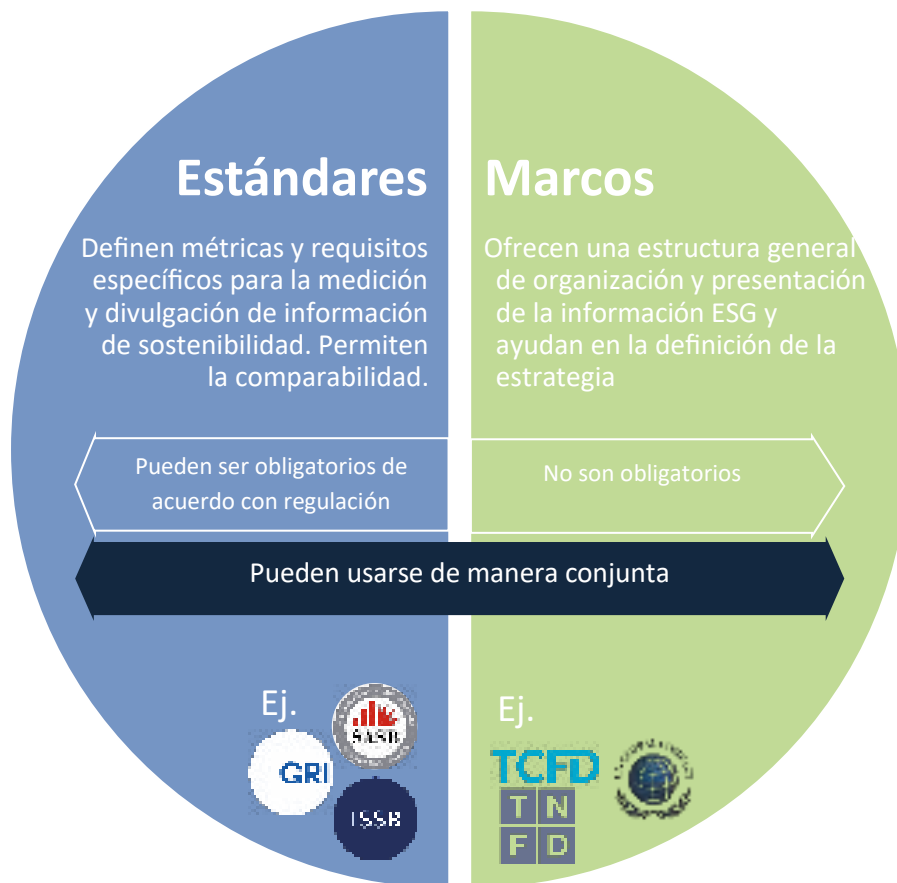 Estándares
Definen métricas y requisitos
específicos para la medición
y divulgación de información
de sostenibilidad. Permiten
la comparabilidad.
Pueden ser obligatorios de
acuerdo con regulación
Marcos
Ofrecen una estructura general
de organización y presentación
de la información ESG y
ayudan en la definición de la
estrategia
No son obligatorios
Pueden usarse de manera conjunta
Ej.
SASB
GRI
ISSB
Ej.
TCFD
T N
F D